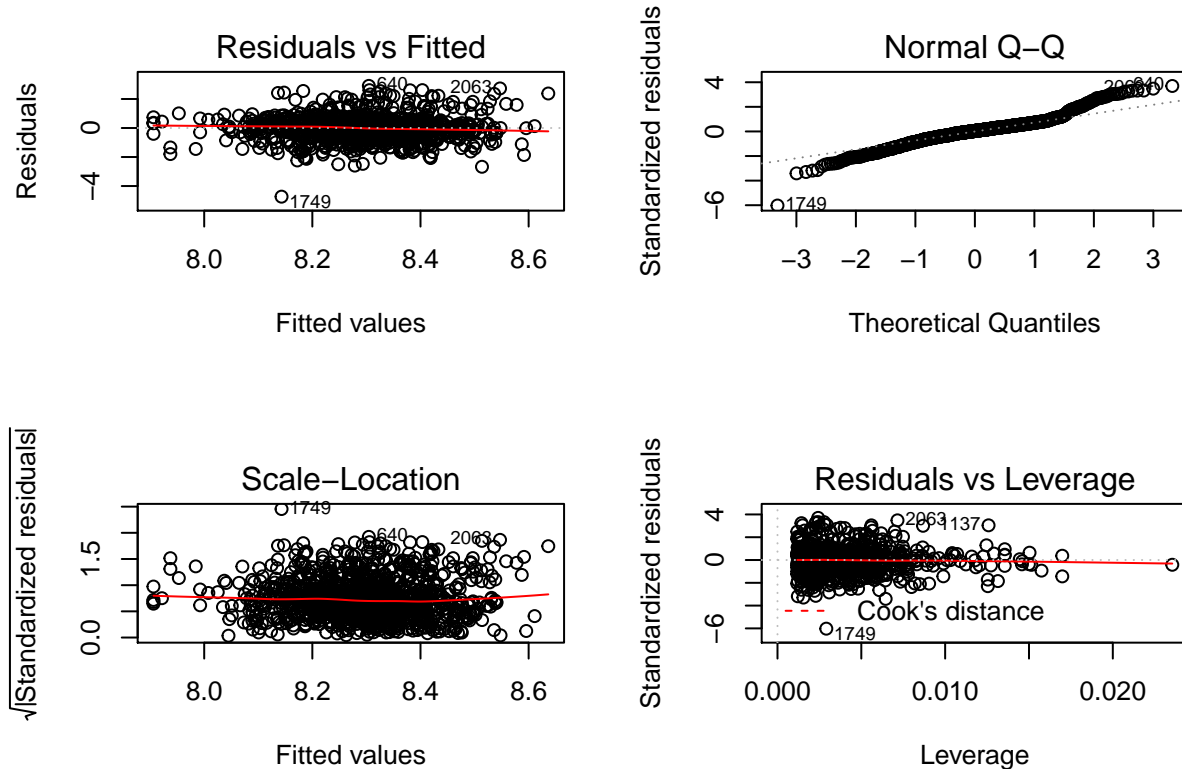 Residuals vs Fitted
Residuals
0
−4
8.0 8.2 8.4 8.6
Fitted values
640
2063
1749
Normal Q−Q
Standardized residuals
4
0
−6
−3 −2 −1 0 1 2 3
Theoretical Quantiles
2063 640
1749
Scale−Location
√|Standardized residuals|
1.5
0.0
8.0 8.2 8.4 8.6
Fitted values
1749
640
2063
Residuals vs Leverage
Standardized residuals
4
0
−6
0.000 0.010 0.020
Leverage
2063
1137
Cook's distance
1749